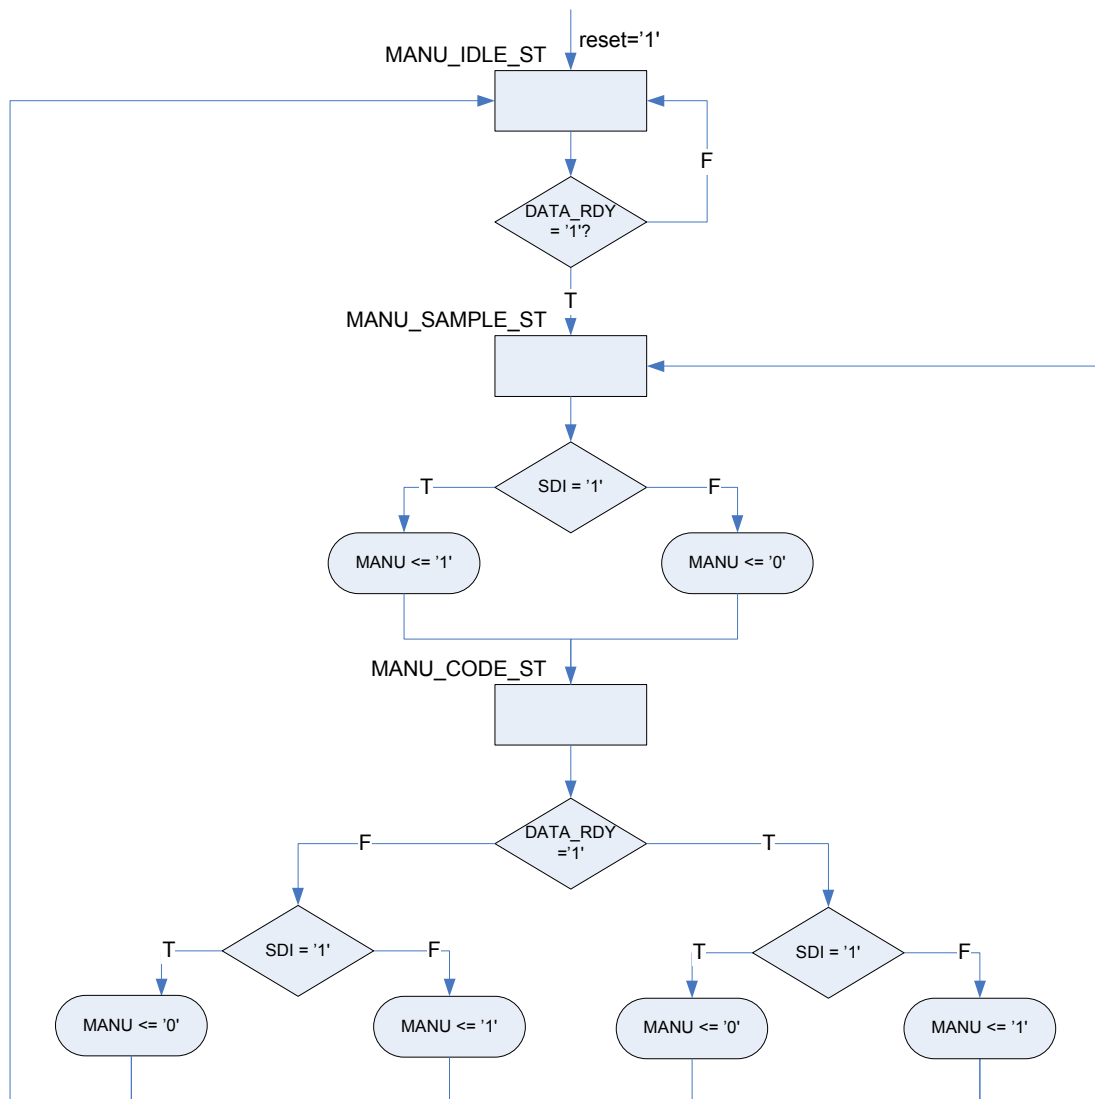 reset='1'
MANU_IDLE_ST
F
DATA_RDY
= '1'?
T
MANU_SAMPLE_ST
SDI = '1'
T
F
MANU <= '1'
MANU <= '0'
MANU_CODE_ST
DATA_RDY
='1'
F
T
SDI = '1'
SDI = '1'
T
F
T
F
MANU <= '0'
MANU <= '1'
MANU <= '0'
MANU <= '1'